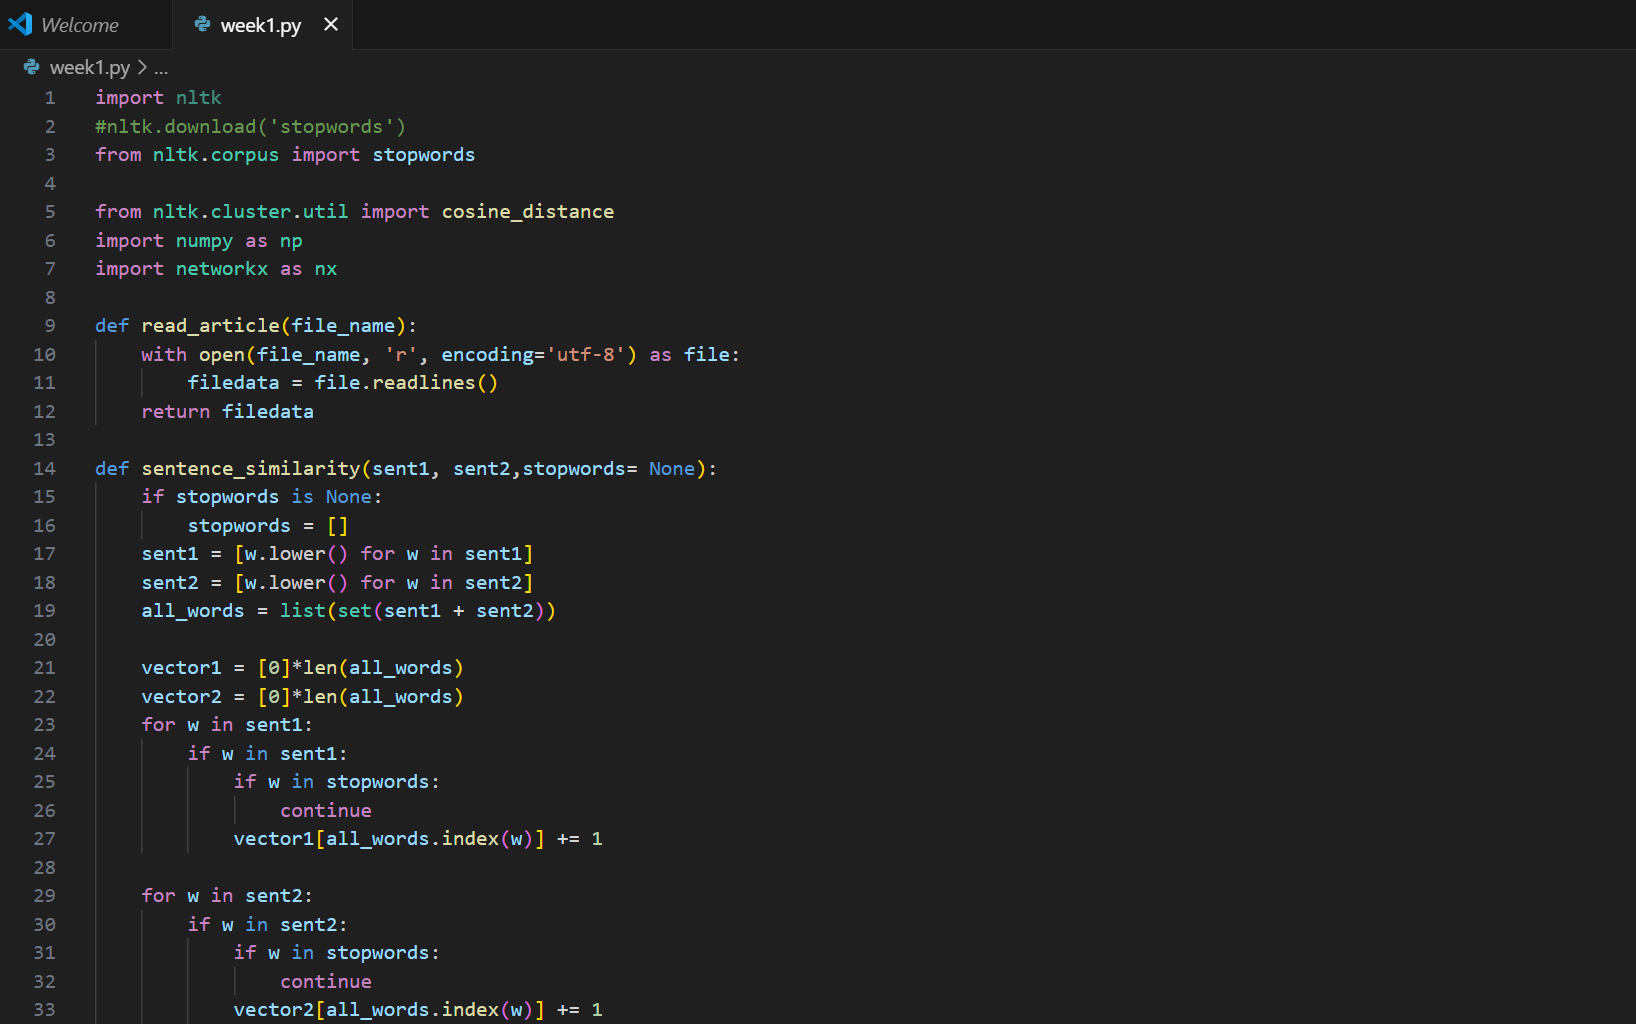 Welcome
week1.py
week1.py > ...
1 import nltk
2 #nltk.download('stopwords')
3 from nltk.corpus import stopwords
4
5 from nltk.cluster.util import cosine_distance
6 import numpy as np
7 import networkx as nx
8
9 def read_article(file_name):
10     with open(file_name, 'r', encoding='utf-8') as file:
11         filedata = file.readlines()
12     return filedata
13
14 def sentence_similarity(sent1, sent2,stopwords= None):
15     if stopwords is None:
16         stopwords = []
17     sent1 = [w.lower() for w in sent1]
18     sent2 = [w.lower() for w in sent2]
19     all_words = list(set(sent1 + sent2))
20
21     vector1 = [0]*len(all_words)
22     vector2 = [0]*len(all_words)
23     for w in sent1:
24         if w in sent1:
25             if w in stopwords:
26                 continue
27             vector1[all_words.index(w)] += 1
28
29     for w in sent2:
30         if w in sent2:
31             if w in stopwords:
32                 continue
33             vector2[all_words.index(w)] += 1